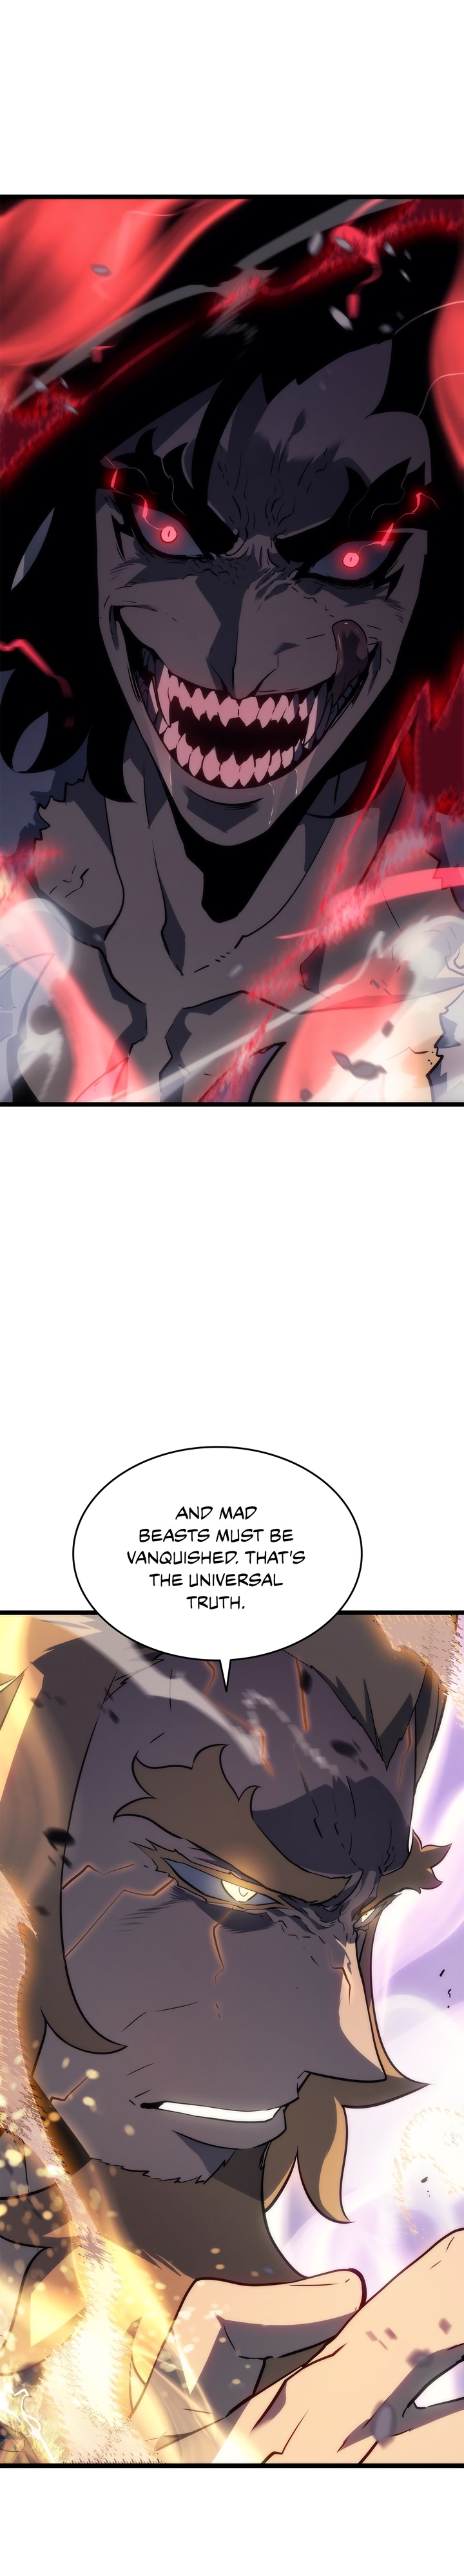 AND MAD
BEASTS MUST BE
VANQUISHED. THAT'S
THE UNIVERSAL
TRUTH.